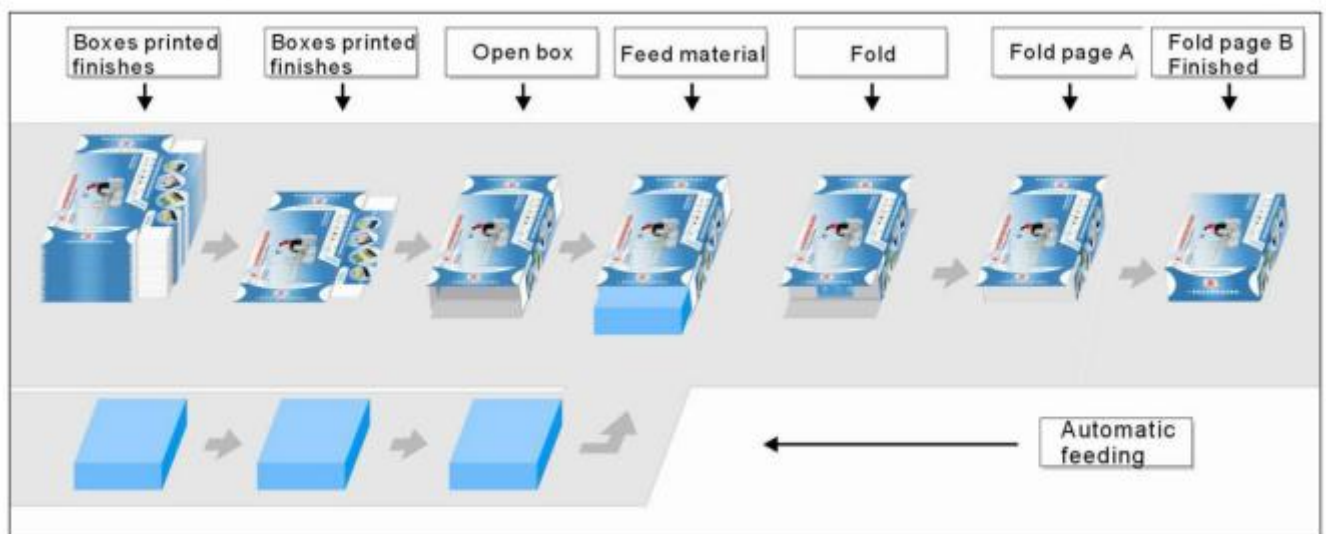 Boxes printed
finishes
Boxes printed
finishes
Open box
Feed material
Fold
Fold page A
Fold page B
Finished
Automatic
feeding